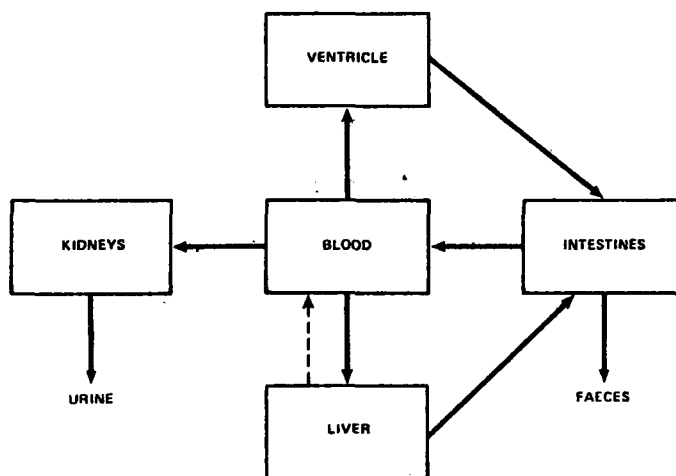 VENTRICLE
KIDNEYS
BLOOD
INTESTINES
URINE
FAECES
LIVER